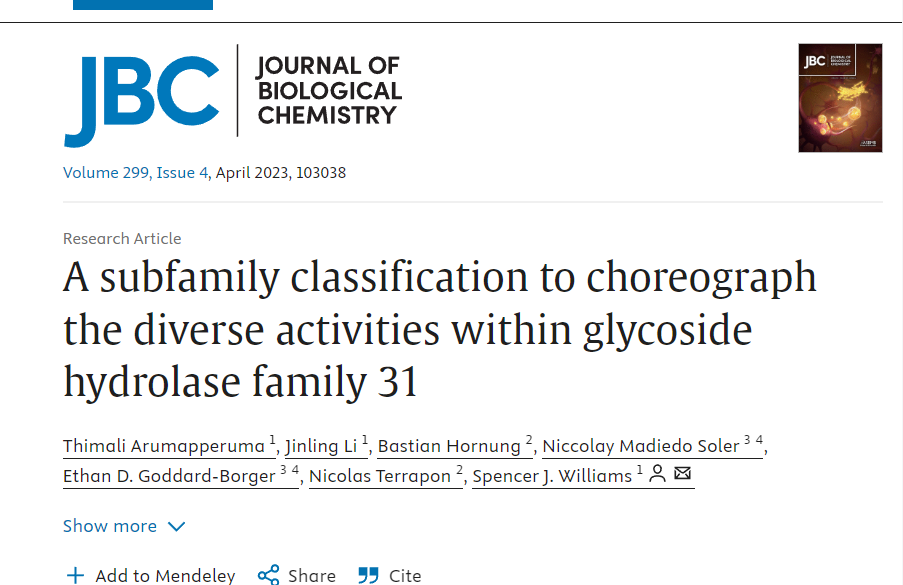 JBC
JOURNAL OF
BIOLOGICAL
CHEMISTRY
JBC
Volume 299, Issue 4, April 2023, 103038
Research Article
A subfamily classification to choreograph
the diverse activities within glycoside
hydrolase family 31
Thimali Arumapperuma 1, Jinling Li 1, Bastian Hornung 2, Niccolay Madiedo Soler 3 4,
Ethan D. Goddard-Borger 3 4, Nicolas Terrapon 2, Spencer J. Williams 1
Show more
Add to Mendeley Share Cite